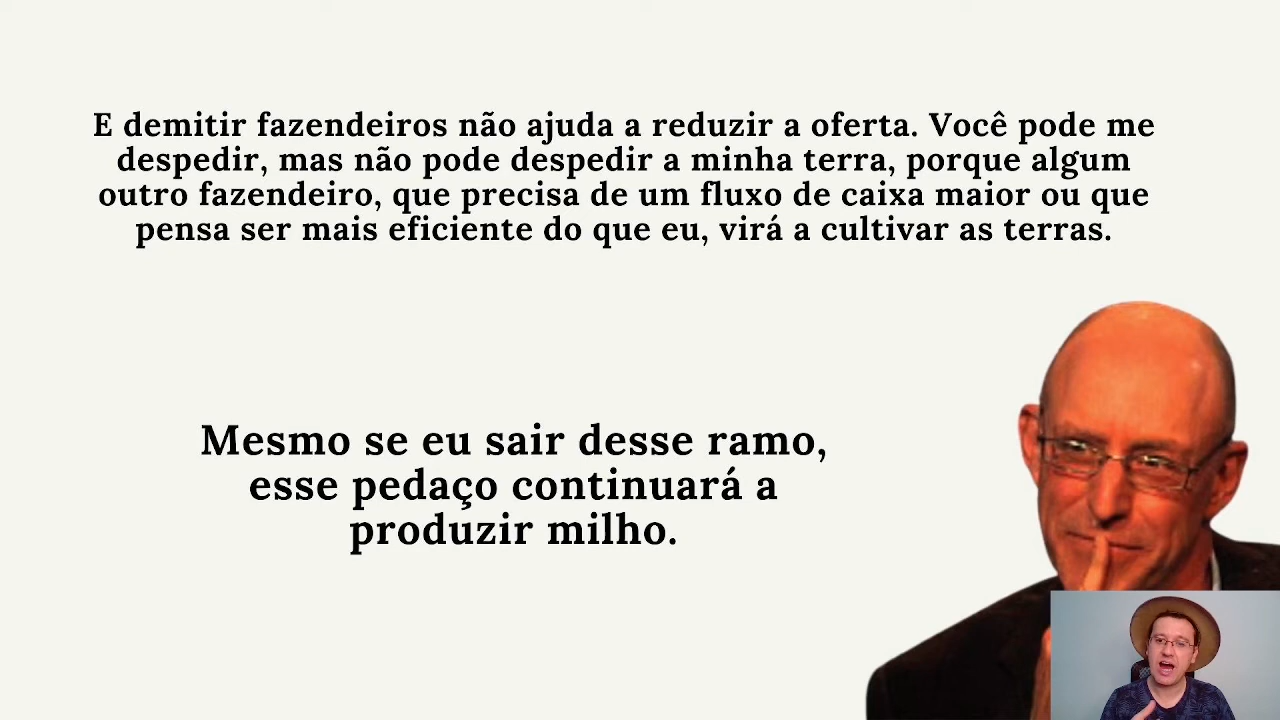 E demitir fazendeiros não ajuda a reduzir a oferta. Você pode me
despedir, mas não pode despedir a minha terra, porque algum
outro fazendeiro, que precisa de um fluxo de caixa maior ou que
pensa ser mais eficiente do que eu, virá a cultivar as terras.
Mesmo se eu sair desse ramo,
esse pedaço continuará a
produzir milho.